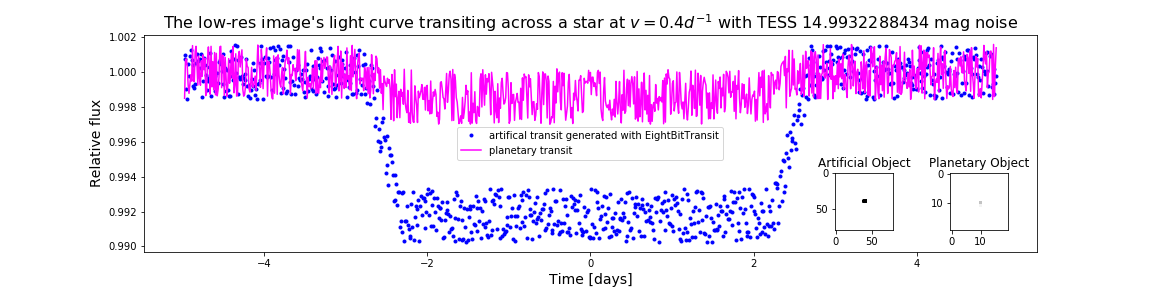 The low-res image's light curve transiting across a star at v = 0.4d⁻¹ with TESS 14.9932288434 mag noise
1.002
1.000
0.998
0.996
0.994
0.992
0.990
Relative flux
artifical transit generated with EightBitTransit
planetary transit
Artificial Object
0
50
0 50
Planetary Object
0
10
0 10
−4 −2 0 2 4
Time [days]